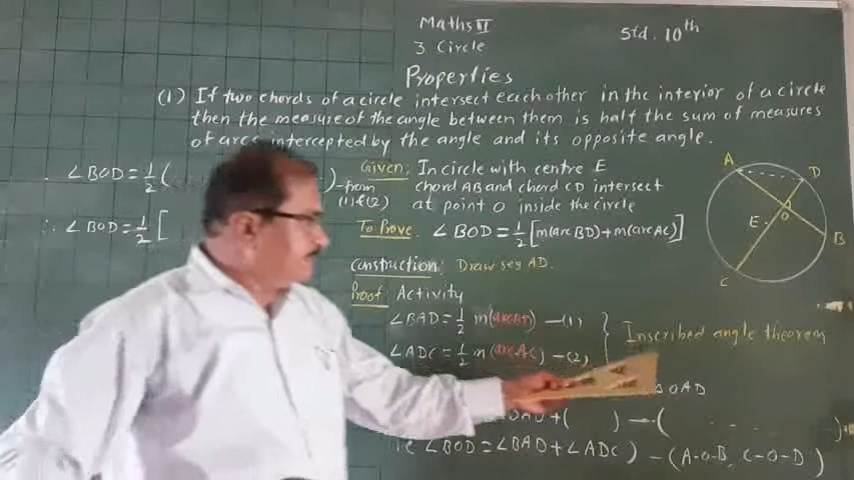 Maths II
Std. 10th
3 Circle
Properties
(1) If two chords of a circle intersect each other in the interior of a circle
then the measure of the angle between them is half the sum of measures
of arcs intercepted by the angle and its opposite angle.
∴ ∠BOD = 1/2 (
) from (1) & (2)
∴ ∠BOD = 1/2 [
Given: In circle with centre E
chord AB and chord CD intersect
at point O inside the circle
To Prove: ∠BOD = 1/2 [m(arc BD) + m(arc AC)]
Construction: Draw seg AD.
Proof: Activity
∠BAD = 1/2 m(arc BD) — (1)
∠ADC = 1/2 m(arc AC) — (2)
} Inscribed angle theorem
OAD
+ ( ) — ( )
ie ∠BOD = ∠BAD + ∠ADC ) — (A-O-B, C-O-D)
A
D
E
O
B
C